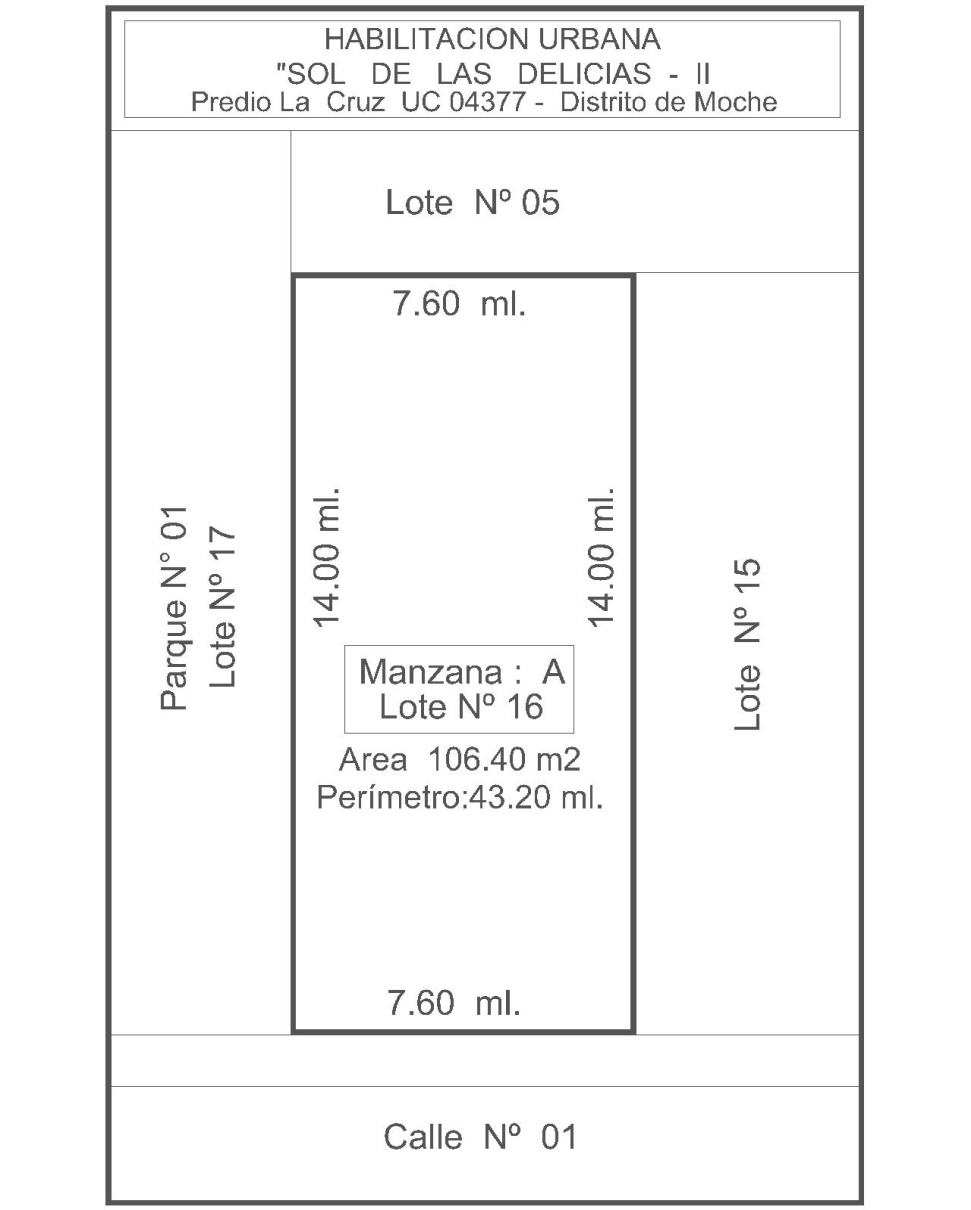 HABILITACION URBANA
"SOL DE LAS DELICIAS - II
Predio La Cruz UC 04377 - Distrito de Moche
Lote Nº 05
7.60 ml.
Parque N° 01
Lote Nº 17
14.00 ml.
14.00 ml.
Lote Nº 15
Manzana : A
Lote Nº 16
Area 106.40 m2
Perímetro:43.20 ml.
7.60 ml.
Calle Nº 01